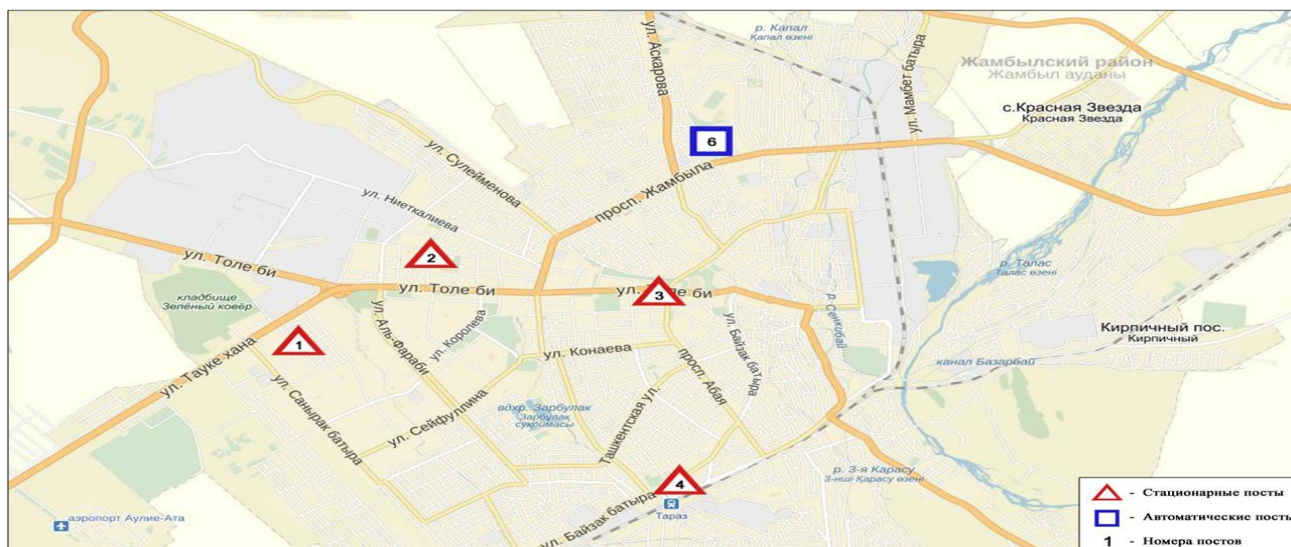 р. Капал
Қапал өзені
ул. Аскарова
ул. Мамбет батыра
Жамбылский район
Жамбыл ауданы
с.Красная Звезда
Красная Звезда
6
ул. Сулейменова
просп. Жамбыла
ул. Ниеткалиева
2
ул. Толе би
ул. Толе би
ул. Толе би
3
р. Талас
Талас өзені
кладбище
Зелёный ковёр
1
ул. Аль-Фараби
ул. Королева
ул. Конаева
ул. Байзак батыра
р. Сенкибай
Кирпичный пос.
Кирпичный
канал Базарбай
ул. Тауке хана
ул. Санырак батыра
ул. Сейфуллина
вдхр. Зарбулак
Зарбулақ
суқоймасы
Ташкентская ул.
просп. Абая
4
Тараз
ул. Байзак батыра
р. 3-я Карасу
3-нші Қарасу өзені
аэропорт Аулие-Ата
- Стационарные посты
- Автоматические посты
1 - Номера постов